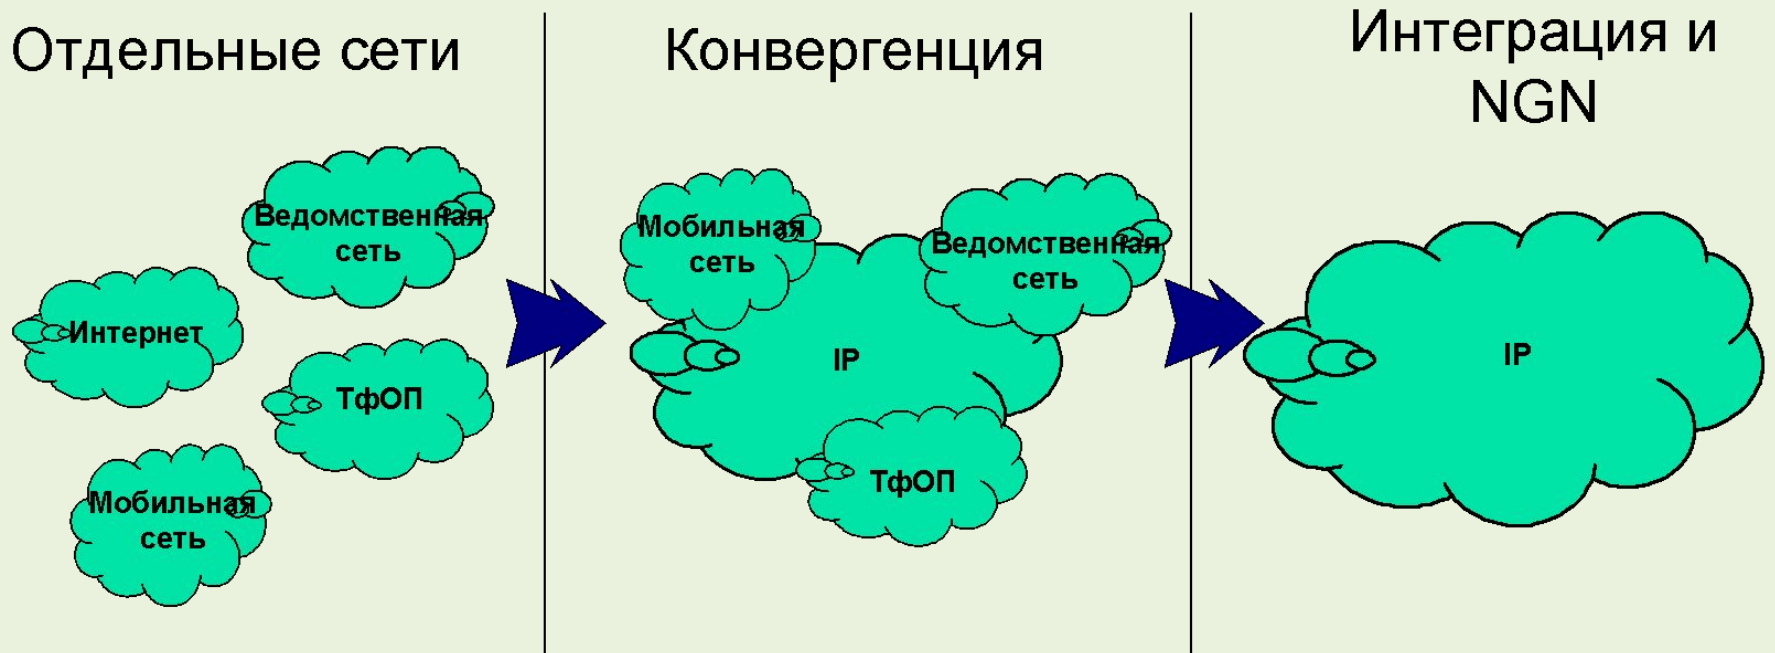 Отдельные сети
Ведомственная
сеть
Интернет
ТфОП
Мобильная
сеть
Конвергенция
Мобильная
сеть
Ведомственная
сеть
IP
ТфОП
Интеграция и
NGN
IP